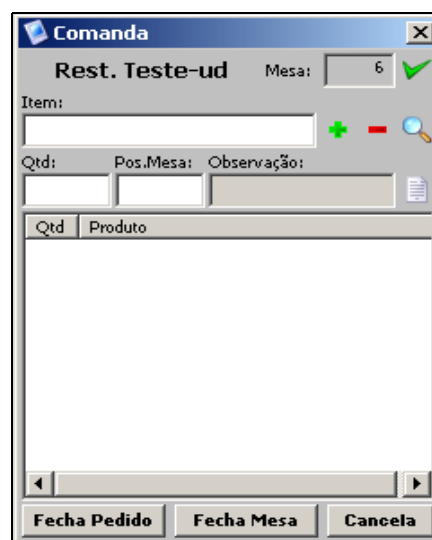 Comanda
Rest. Teste-ud Mesa: 6
Item:
Qtd: Pos.Mesa: Observação:
Qtd Produto
Fecha Pedido Fecha Mesa Cancela